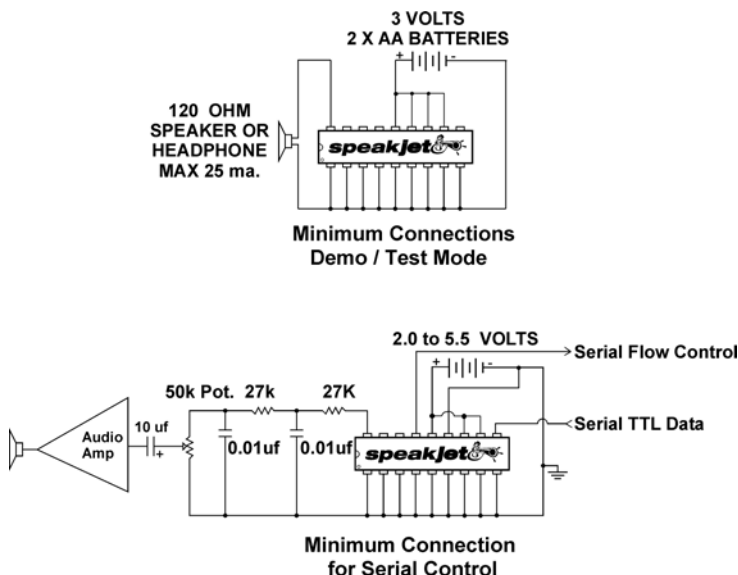 3 VOLTS
2 X AA BATTERIES
+ -
120 OHM
SPEAKER OR
HEADPHONE
MAX 25 ma.
speakjet
Minimum Connections
Demo / Test Mode
2.0 to 5.5 VOLTS
+ -
Serial Flow Control
50k Pot. 27k 27K
10 uf
+
Audio
Amp
0.01uf 0.01uf
Serial TTL Data
speakjet
Minimum Connection
for Serial Control